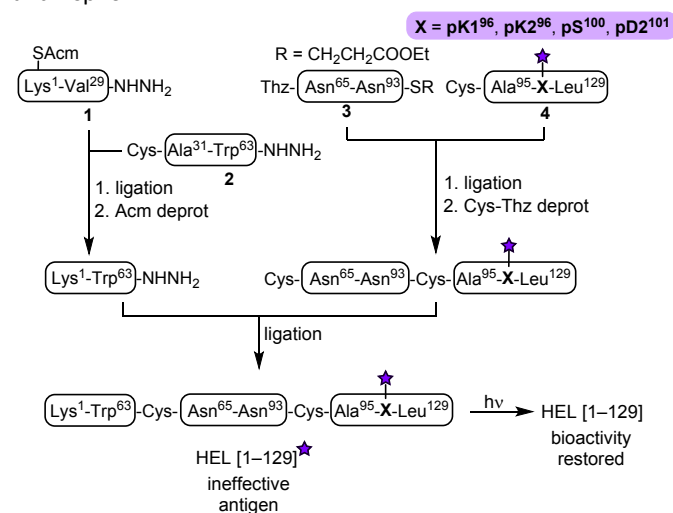 X = pK1⁹⁶, pK2⁹⁶, pS¹⁰⁰, pD2¹⁰¹
SAcm
Lys¹-Val²⁹-NHNH₂
1
R = CH₂CH₂COOEt
Thz-Asn⁶⁵-Asn⁹³-SR
3
Cys-Ala⁹⁵-X-Leu¹²⁹
4
Cys-Ala³¹-Trp⁶³-NHNH₂
2
1. ligation
2. Acm deprot
1. ligation
2. Cys-Thz deprot
Lys¹-Trp⁶³-NHNH₂
Cys-Asn⁶⁵-Asn⁹³-Cys-Ala⁹⁵-X-Leu¹²⁹
ligation
Lys¹-Trp⁶³-Cys-Asn⁶⁵-Asn⁹³-Cys-Ala⁹⁵-X-Leu¹²⁹
hν
HEL [1–129]
bioactivity
restored
HEL [1–129]
ineffective
antigen